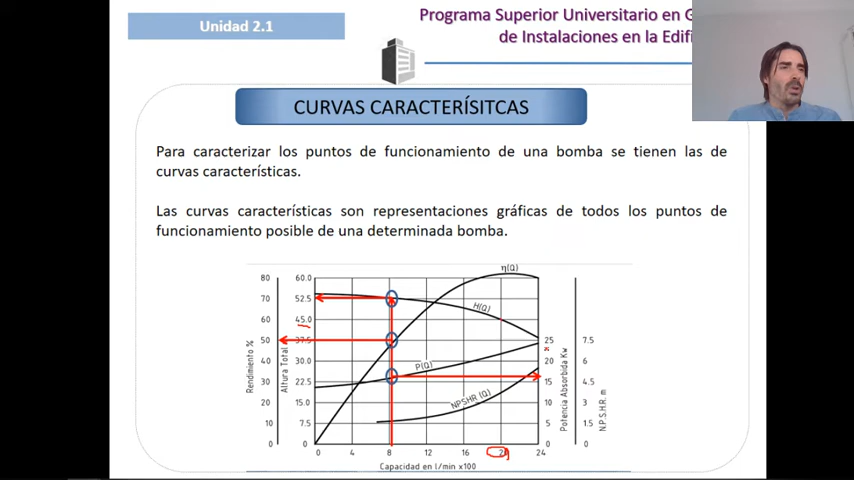 Unidad 2.1
Programa Superior Universitario en G
de Instalaciones en la Edifi
CURVAS CARACTERÍSITCAS
Para caracterizar los puntos de funcionamiento de una bomba se tienen las de
curvas características.
Las curvas características son representaciones gráficas de todos los puntos de
funcionamiento posible de una determinada bomba.
η(Q)
80 60.0
70 52.5
H(Q)
60 45.0
50 37.5 25 7.5
40 30.0 P(Q) 20 6
30 22.5 15 4.5
20 15.0 NPSHR (Q) 10 3
10 7.5 5 1.5
0 0 0 0
0 4 8 12 16 20 24
Rendimiento %
Altura Total
Potencia Absorbida Kw
N.P.S.H.R. m
Capacidad en l/min x100